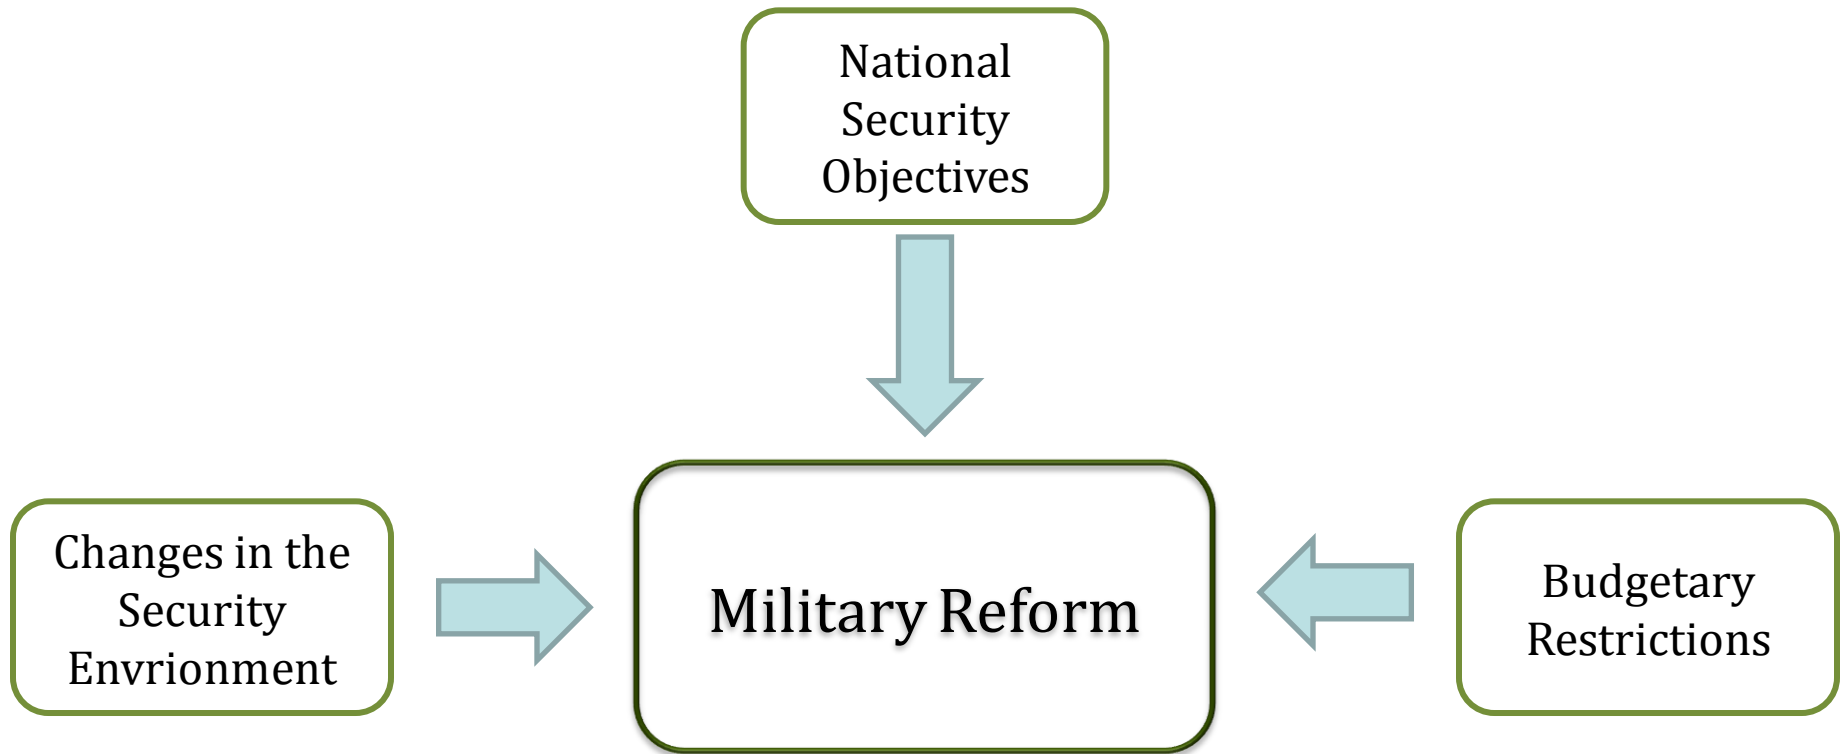 National
Security
Objectives
Changes in the
Security
Envrionment
Military Reform
Budgetary
Restrictions